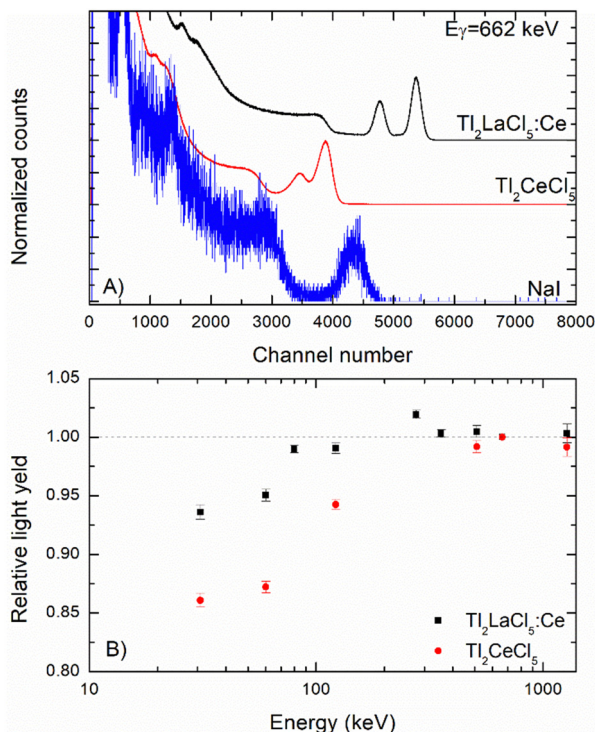 Normalized counts
Eγ=662 keV
Tl₂LaCl₅:Ce
Tl₂CeCl₅
NaI
A)
0 1000 2000 3000 4000 5000 6000 7000 8000
Channel number
Relative light yeld
1.05
1.00
0.95
0.90
0.85
0.80
B)
Tl₂LaCl₅:Ce
Tl₂CeCl₅
10 100 1000
Energy (keV)